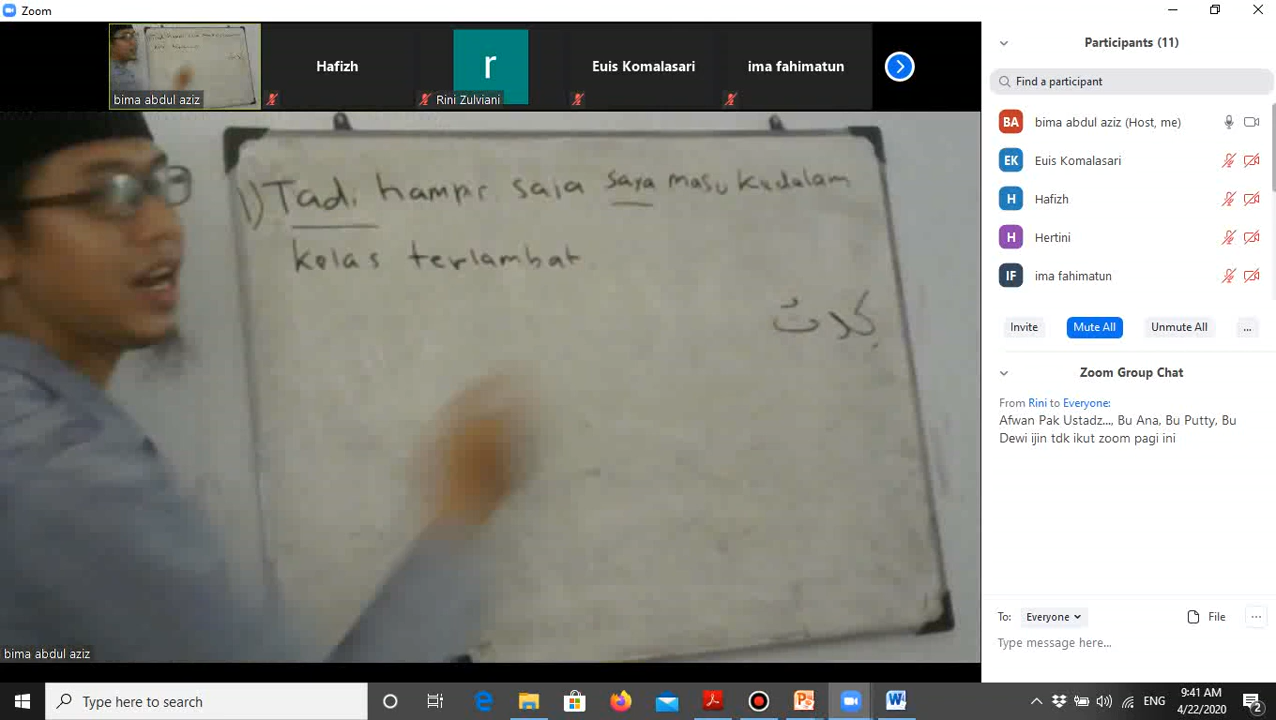 Zoom
Hafizh
r
Euis Komalasari
ima fahimatun
bima abdul aziz
Rini Zulviani
1) Tadi hampir saja saya masu kedalam
kelas terlambat
كدتُ
bima abdul aziz
Participants (11)
Find a participant
BA bima abdul aziz (Host, me)
EK Euis Komalasari
H Hafizh
H Hertini
IF ima fahimatun
Invite Mute All Unmute All ...
Zoom Group Chat
From Rini to Everyone:
Afwan Pak Ustadz..., Bu Ana, Bu Putty, Bu
Dewi ijin tdk ikut zoom pagi ini
To: Everyone File ...
Type message here...
Type here to search
ENG
9:41 AM
4/22/2020
2